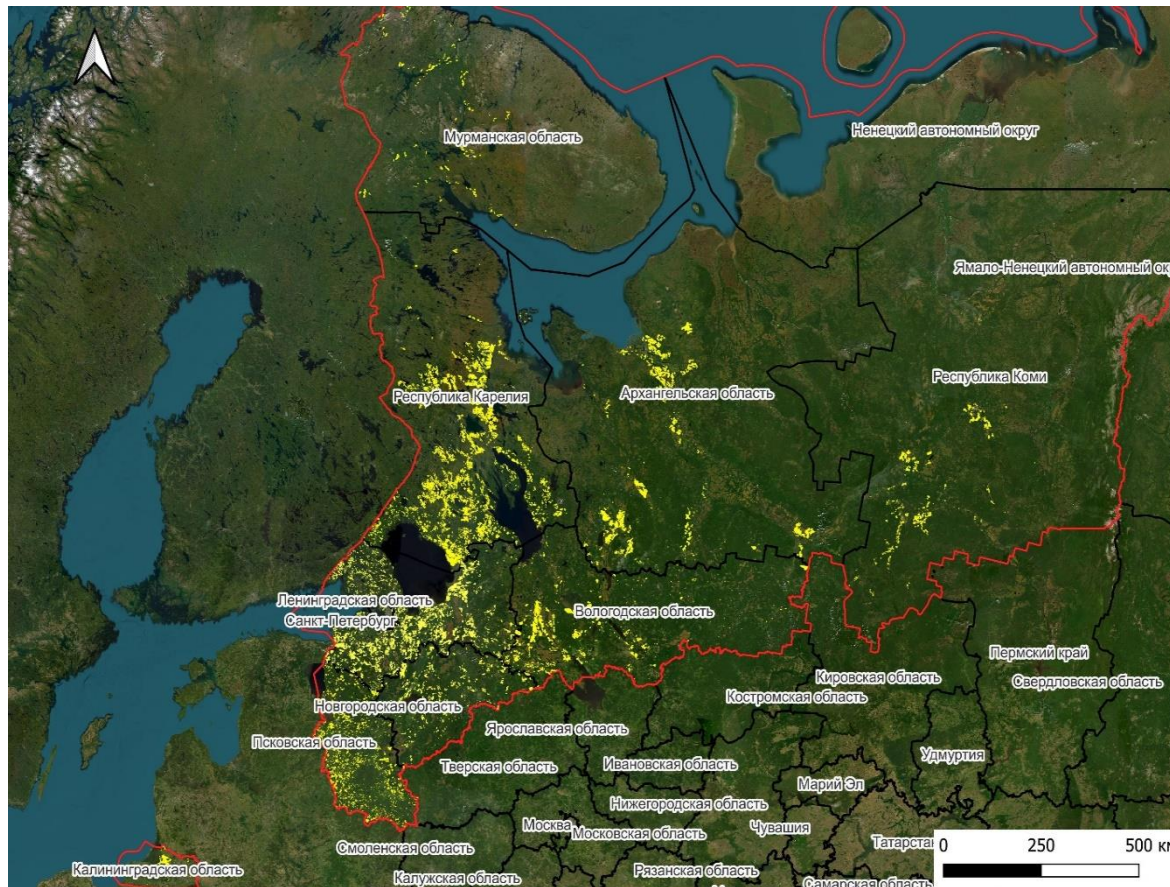 Мурманская область
Ненецкий автономный округ
Ямало-Ненецкий автономный ок
Республика Коми
Республика Карелия
Архангельская область
Ленинградская область
Санкт-Петербург
Вологодская область
Пермский край
Кировская область
Свердловская область
Костромская область
Новгородская область
Ярославская область
Псковская область
Тверская область
Ивановская область
Удмуртия
Марий Эл
Нижегородская область
Москва
Московская область
Чувашия
Татарстан
Смоленская область
Калининградская область
Калужская область
Рязанская область
Самарская область
0 250 500 км